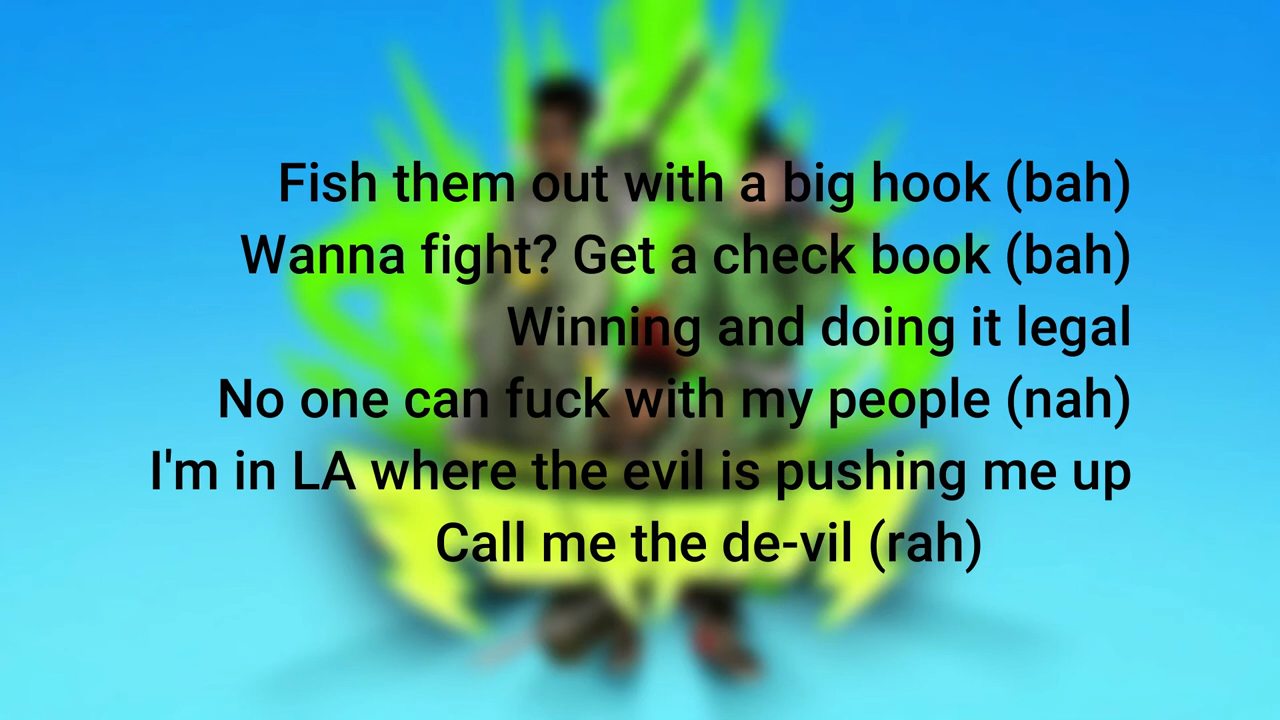 Fish them out with a big hook (bah)
Wanna fight? Get a check book (bah)
Winning and doing it legal
No one can fuck with my people (nah)
I'm in LA where the evil is pushing me up
Call me the de-vil (rah)